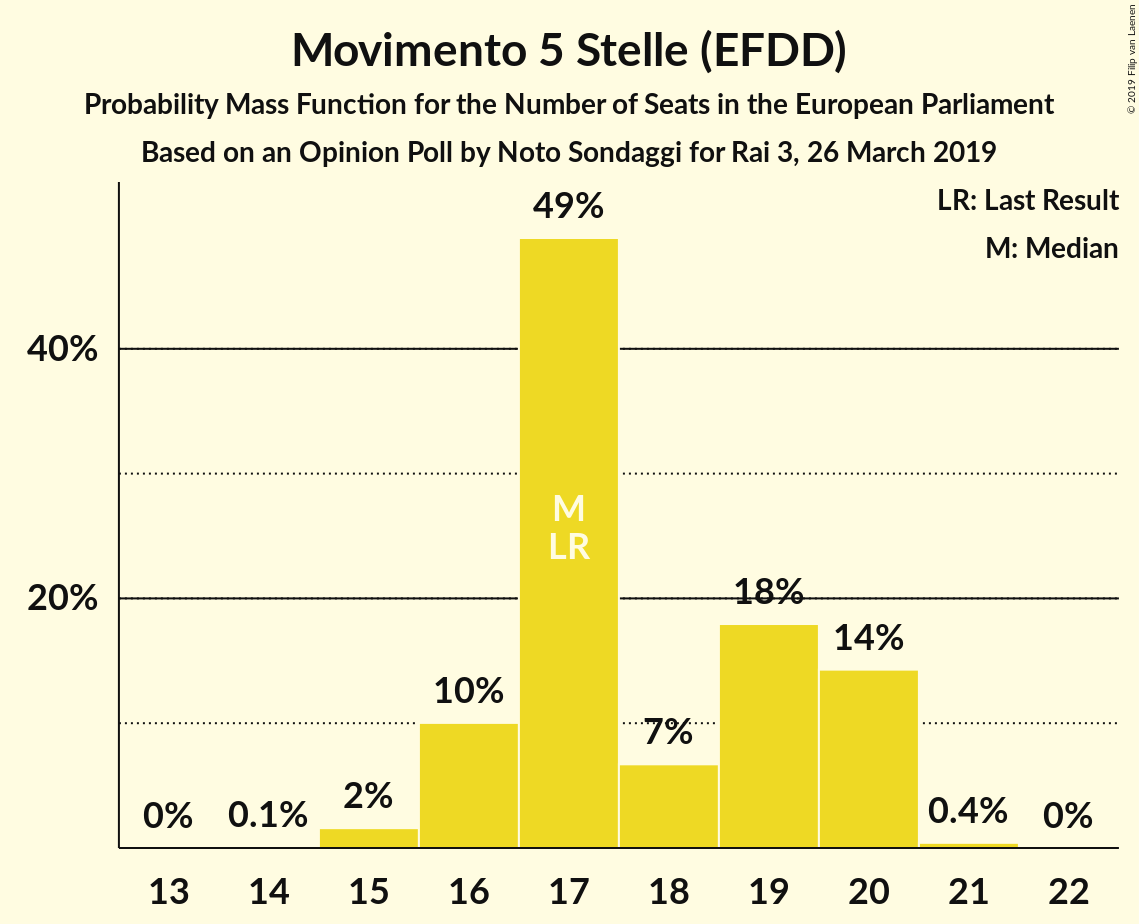 Movimento 5 Stelle (EFDD)
Probability Mass Function for the Number of Seats in the European Parliament
Based on an Opinion Poll by Noto Sondaggi for Rai 3, 26 March 2019
© 2019 Filip van Laenen
LR: Last Result
M: Median
40%
20%
0%
0.1%
2%
10%
49%
M
LR
7%
18%
14%
0.4%
0%
13 14 15 16 17 18 19 20 21 22